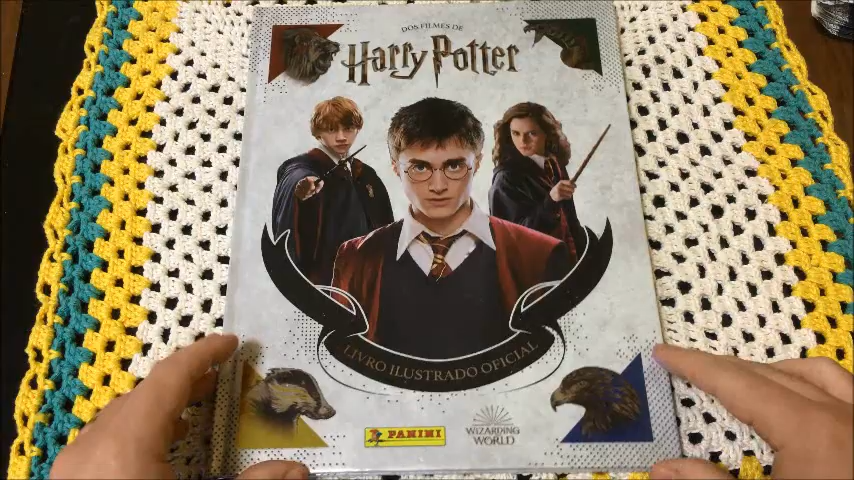 DOS FILMES DE
Harry Potter
LIVRO ILUSTRADO OFICIAL
PANINI
WIZARDING
WORLD